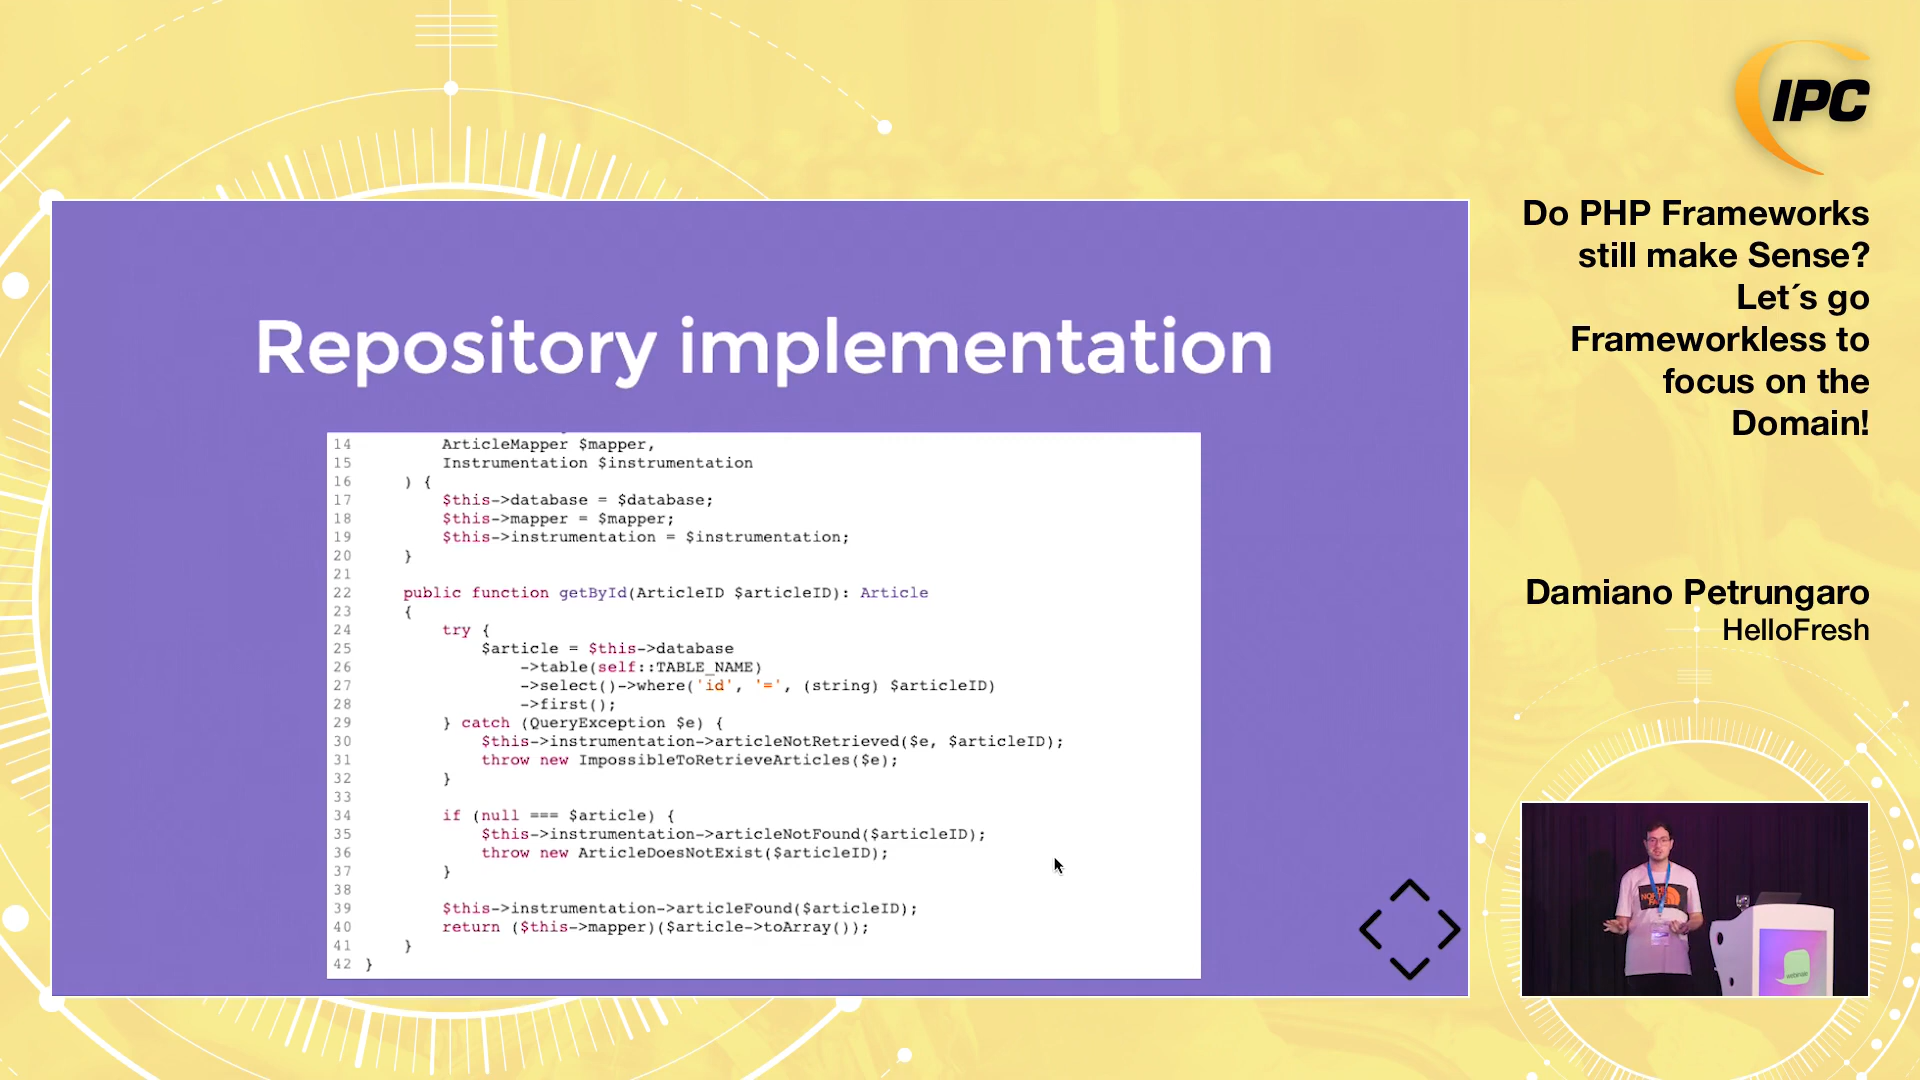 IPC
Do PHP Frameworks
still make Sense?
Let´s go
Frameworkless to
focus on the
Domain!
Damiano Petrungaro
HelloFresh
Repository implementation
14 ArticleMapper $mapper,
15 Instrumentation $instrumentation
16 ) {
17 $this->database = $database;
18 $this->mapper = $mapper;
19 $this->instrumentation = $instrumentation;
20 }
21
22 public function getById(ArticleID $articleID): Article
23 {
24 try {
25 $article = $this->database
26 ->table(self::TABLE_NAME)
27 ->select()->where('id', '=', (string) $articleID)
28 ->first();
29 } catch (QueryException $e) {
30 $this->instrumentation->articleNotRetrieved($e, $articleID);
31 throw new ImpossibleToRetrieveArticles($e);
32 }
33
34 if (null === $article) {
35 $this->instrumentation->articleNotFound($articleID);
36 throw new ArticleDoesNotExist($articleID);
37 }
38
39 $this->instrumentation->articleFound($articleID);
40 return ($this->mapper)($article->toArray());
41 }
42 }